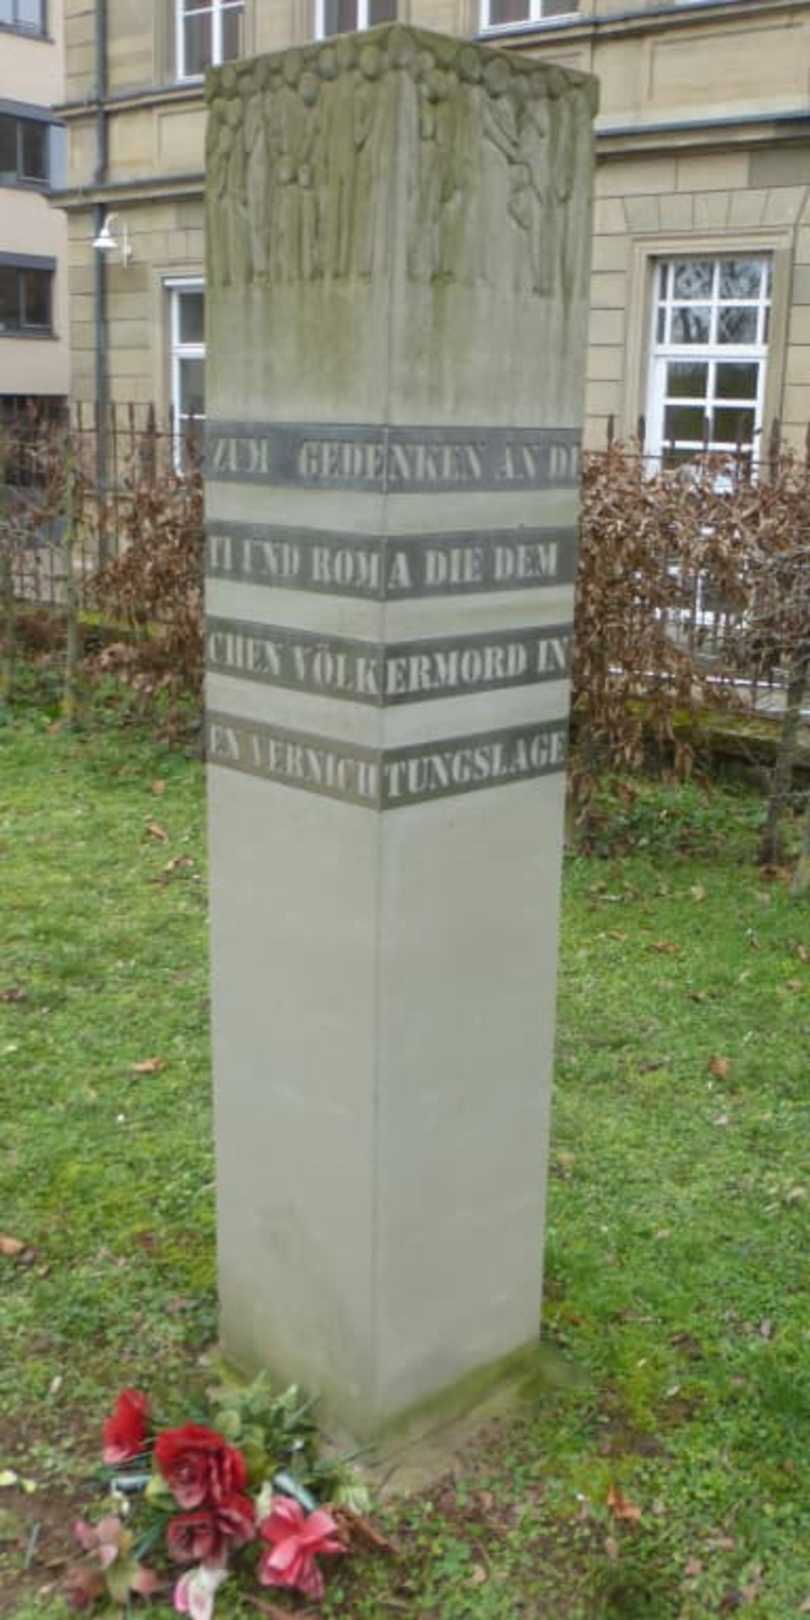 ZUM GEDENKEN AN DI
TI UND ROMA DIE DEM
CHEN VÖLKERMORD IN
EN VERNICHTUNGSLAGE